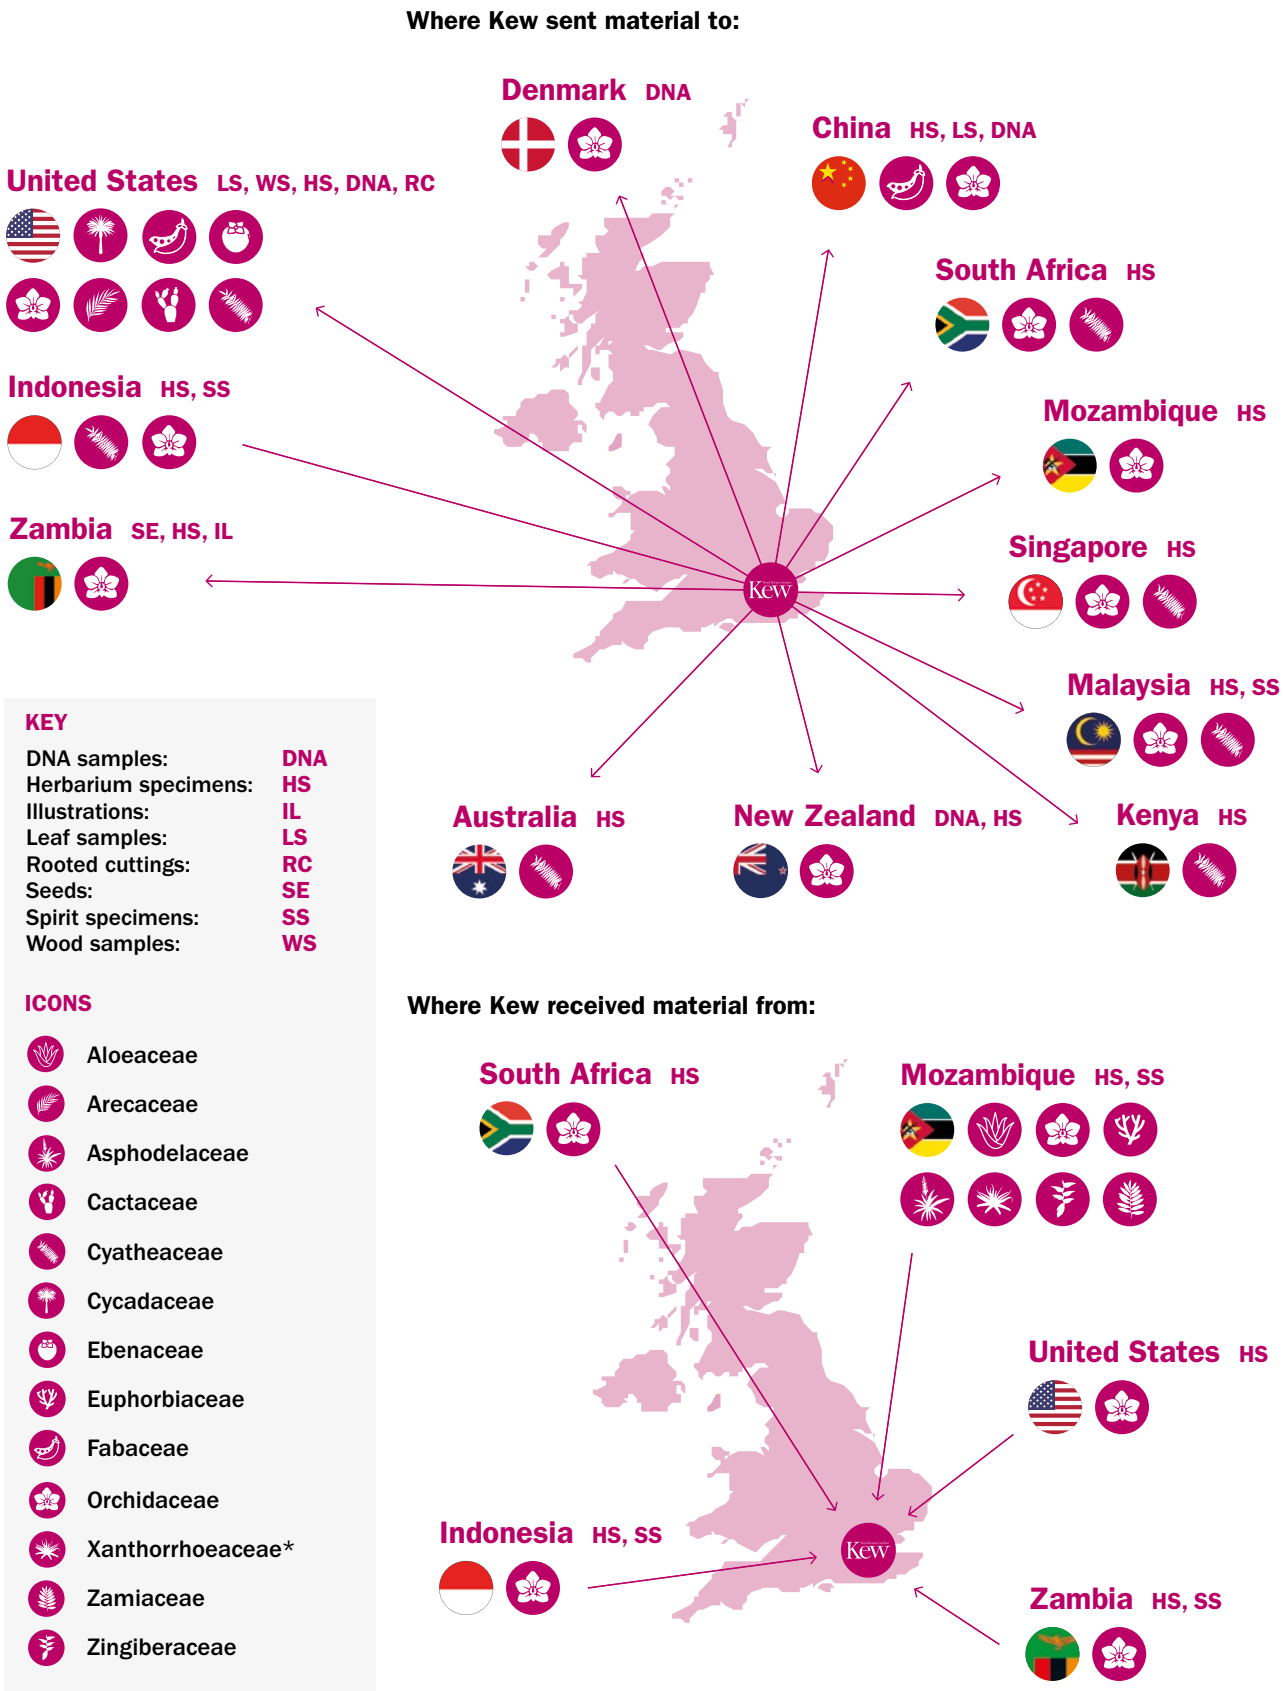 Where Kew sent material to:
Denmark DNA
China HS, LS, DNA
United States LS, WS, HS, DNA, RC
South Africa HS
Indonesia HS, SS
Mozambique HS
Zambia SE, HS, IL
Singapore HS
Kew
Malaysia HS, SS
Australia HS
New Zealand DNA, HS
Kenya HS
KEY
DNA samples: DNA
Herbarium specimens: HS
Illustrations: IL
Leaf samples: LS
Rooted cuttings: RC
Seeds: SE
Spirit specimens: SS
Wood samples: WS
ICONS
Aloeaceae
Arecaceae
Asphodelaceae
Cactaceae
Cyatheaceae
Cycadaceae
Ebenaceae
Euphorbiaceae
Fabaceae
Orchidaceae
Xanthorrhoeaceae*
Zamiaceae
Zingiberaceae
Where Kew received material from:
South Africa HS
Mozambique HS, SS
United States HS
Indonesia HS, SS
Kew
Zambia HS, SS